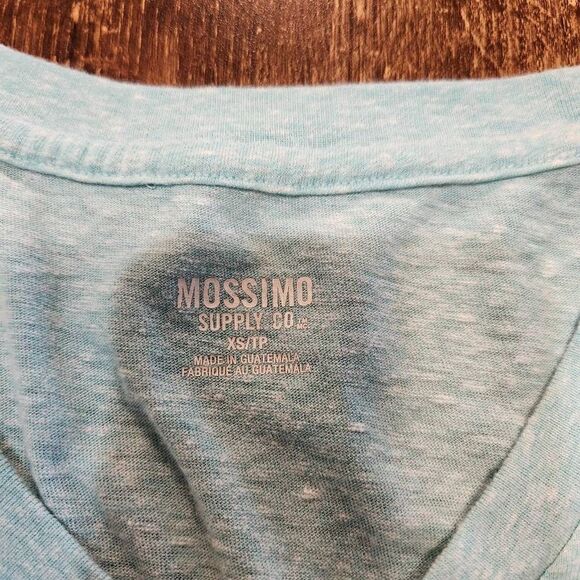 MOSSIMO
SUPPLY CO.
XS/TP
MADE IN GUATEMALA
FABRIQUÉ AU GUATEMALA